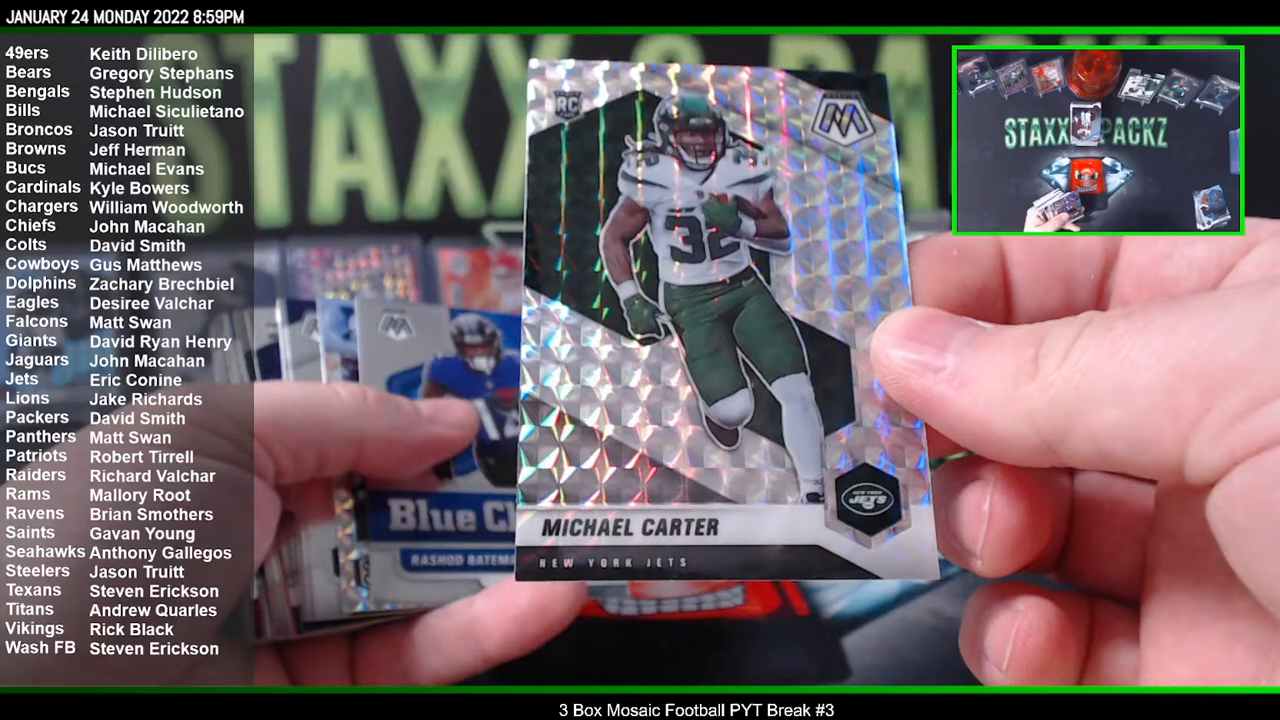 JANUARY 24 MONDAY 2022 8:59PM
49ers Keith Dilibero
Bears Gregory Stephans
Bengals Stephen Hudson
Bills Michael Siculietano
Broncos Jason Truitt
Browns Jeff Herman
Bucs Michael Evans
Cardinals Kyle Bowers
Chargers William Woodworth
Chiefs John Macahan
Colts David Smith
Cowboys Gus Matthews
Dolphins Zachary Brechbiel
Eagles Desiree Valchar
Falcons Matt Swan
Giants David Ryan Henry
Jaguars John Macahan
Jets Eric Conine
Lions Jake Richards
Packers David Smith
Panthers Matt Swan
Patriots Robert Tirrell
Raiders Richard Valchar
Rams Mallory Root
Ravens Brian Smothers
Saints Gavan Young
Seahawks Anthony Gallegos
Steelers Jason Truitt
Texans Steven Erickson
Titans Andrew Quarles
Vikings Rick Black
Wash FB Steven Erickson
STAXX PACKZ
RC
M
32
NEW YORK
JETS
MICHAEL CARTER
NEW YORK JETS
Blue
RASHOD BATEM
3 Box Mosaic Football PYT Break #3